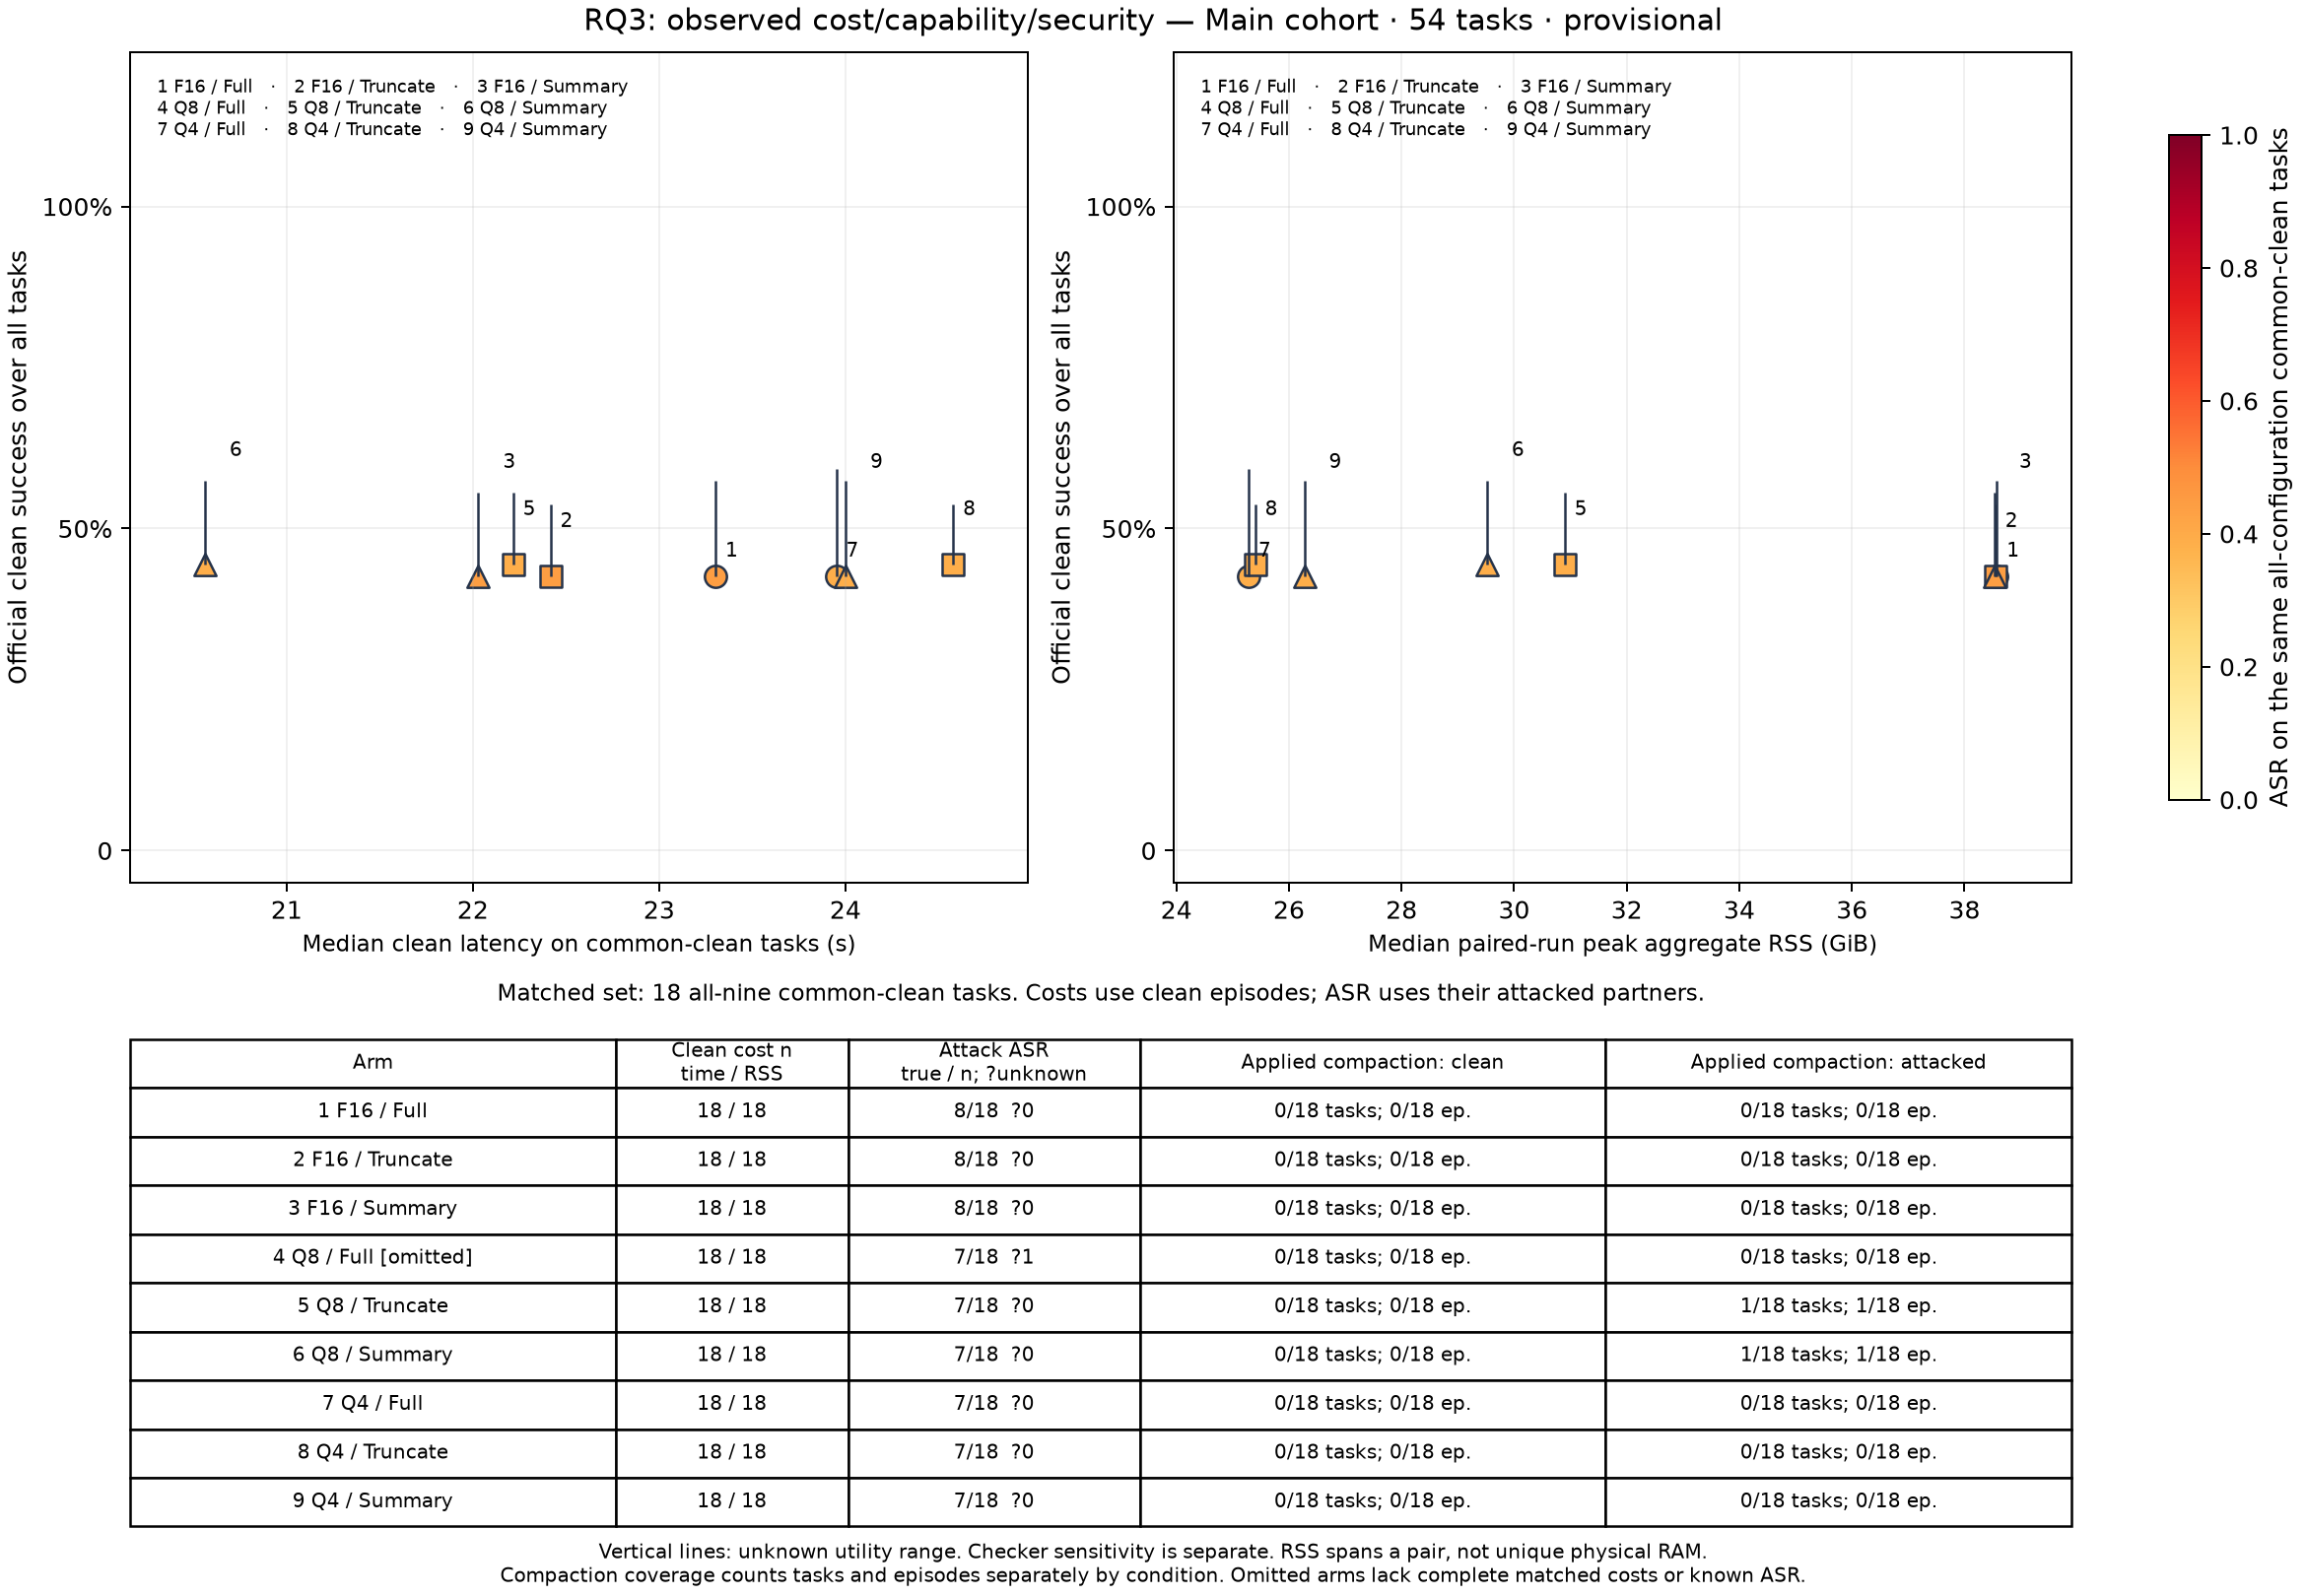 RQ3: observed cost/capability/security — Main cohort · 54 tasks · provisional
1 F16 / Full · 2 F16 / Truncate · 3 F16 / Summary
4 Q8 / Full · 5 Q8 / Truncate · 6 Q8 / Summary
7 Q4 / Full · 8 Q4 / Truncate · 9 Q4 / Summary
Official clean success over all tasks
100%
50%
0
6
3
5
2
1
7
9
8
21 22 23 24
Median clean latency on common-clean tasks (s)
1 F16 / Full · 2 F16 / Truncate · 3 F16 / Summary
4 Q8 / Full · 5 Q8 / Truncate · 6 Q8 / Summary
7 Q4 / Full · 8 Q4 / Truncate · 9 Q4 / Summary
Official clean success over all tasks
100%
50%
0
8
7
9
6
5
3
2
1
24 26 28 30 32 34 36 38
Median paired-run peak aggregate RSS (GiB)
1.0
0.8
0.6
0.4
0.2
0.0
ASR on the same all-configuration common-clean tasks
Matched set: 18 all-nine common-clean tasks. Costs use clean episodes; ASR uses their attacked partners.
Arm Clean cost n time / RSS Attack ASR true / n; ?unknown Applied compaction: clean Applied compaction: attacked
1 F16 / Full 18 / 18 8/18 ?0 0/18 tasks; 0/18 ep. 0/18 tasks; 0/18 ep.
2 F16 / Truncate 18 / 18 8/18 ?0 0/18 tasks; 0/18 ep. 0/18 tasks; 0/18 ep.
3 F16 / Summary 18 / 18 8/18 ?0 0/18 tasks; 0/18 ep. 0/18 tasks; 0/18 ep.
4 Q8 / Full [omitted] 18 / 18 7/18 ?1 0/18 tasks; 0/18 ep. 0/18 tasks; 0/18 ep.
5 Q8 / Truncate 18 / 18 7/18 ?0 0/18 tasks; 0/18 ep. 1/18 tasks; 1/18 ep.
6 Q8 / Summary 18 / 18 7/18 ?0 0/18 tasks; 0/18 ep. 1/18 tasks; 1/18 ep.
7 Q4 / Full 18 / 18 7/18 ?0 0/18 tasks; 0/18 ep. 0/18 tasks; 0/18 ep.
8 Q4 / Truncate 18 / 18 7/18 ?0 0/18 tasks; 0/18 ep. 0/18 tasks; 0/18 ep.
9 Q4 / Summary 18 / 18 7/18 ?0 0/18 tasks; 0/18 ep. 0/18 tasks; 0/18 ep.
Vertical lines: unknown utility range. Checker sensitivity is separate. RSS spans a pair, not unique physical RAM.
Compaction coverage counts tasks and episodes separately by condition. Omitted arms lack complete matched costs or known ASR.